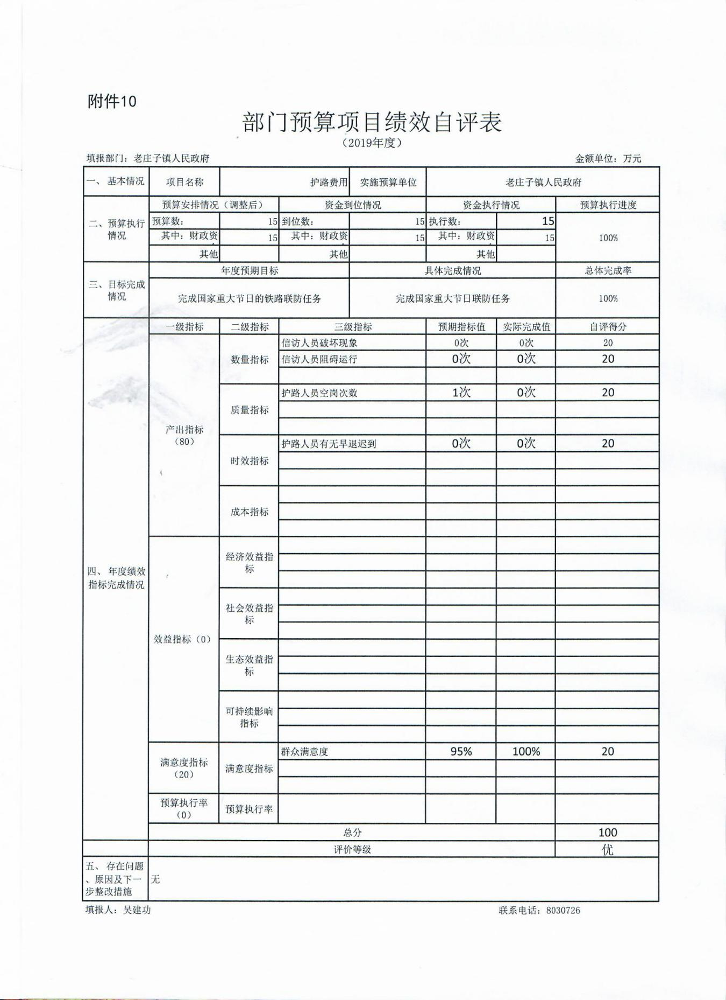 附件10
部门预算项目绩效自评表
（2019年度）
填报部门：老庄子镇人民政府 金额单位：万元
一、 基本情况 项目名称 护路费用 实施预算单位 老庄子镇人民政府
二、预算执行情况 预算安排情况（调整后） 资金到位情况 资金执行情况 预算执行进度
预算数： 15 到位数： 15 执行数： 15 100%
其中：财政资 15 其中：财政资 15 其中：财政资 15
其他 其他 其他
三、目标完成情况 年度预期目标 具体完成情况 总体完成率
完成国家重大节日的铁路联防任务 完成国家重大节日联防任务 100%
四、 年度绩效指标完成情况 一级指标 二级指标 三级指标 预期指标值 实际完成值 自评得分
产出指标（80） 数量指标 信访人员破坏现象 0次 0次 20
信访人员阻碍运行 0次 0次 20
质量指标 护路人员空岗次数 1次 0次 20
时效指标 护路人员有无早退迟到 0次 0次 20
成本指标
效益指标（0） 经济效益指标
社会效益指标
生态效益指标
可持续影响指标
满意度指标（20） 满意度指标 群众满意度 95% 100% 20
预算执行率（0） 预算执行率
总分 100
评价等级 优
五、 存在问题、原因及下一步整改措施 无
填报人：吴建功 联系电话：8030726